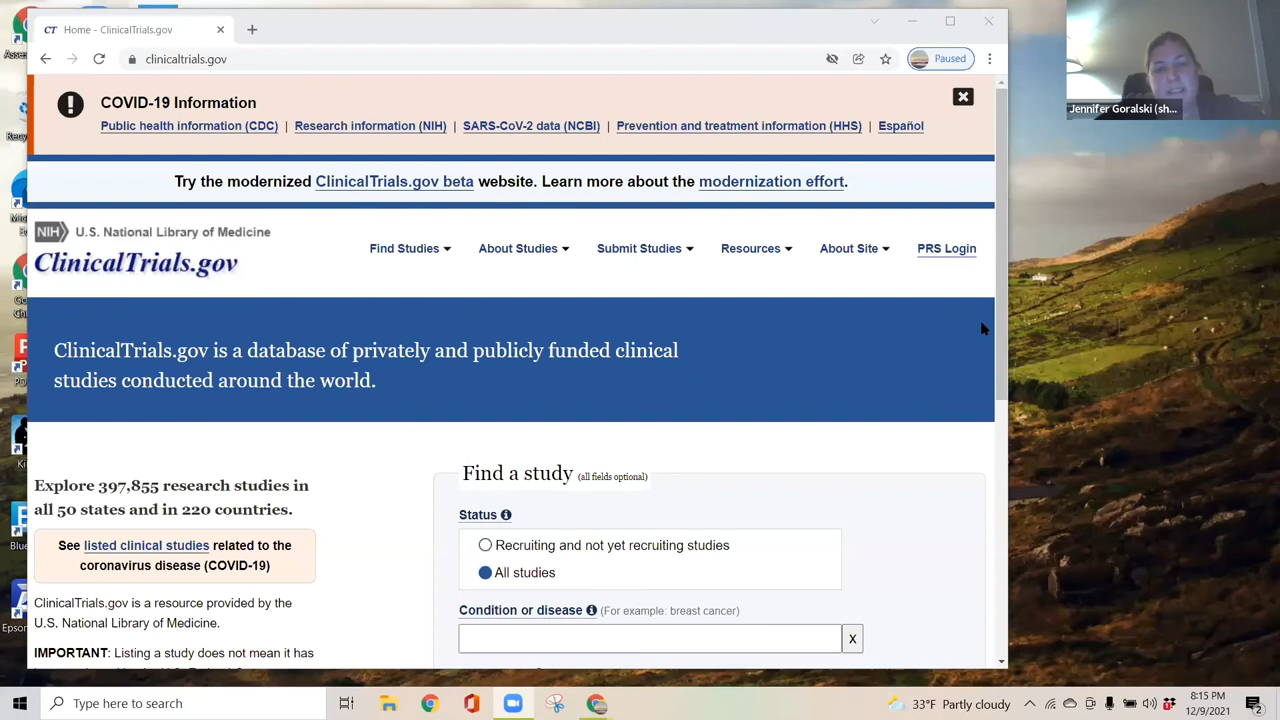 CT Home - ClinicalTrials.gov
clinicaltrials.gov
Paused
COVID-19 Information
Public health information (CDC) | Research information (NIH) | SARS-CoV-2 data (NCBI) | Prevention and treatment information (HHS) | Español
Try the modernized ClinicalTrials.gov beta website. Learn more about the modernization effort.
NIH U.S. National Library of Medicine
ClinicalTrials.gov
Find Studies About Studies Submit Studies Resources About Site PRS Login
ClinicalTrials.gov is a database of privately and publicly funded clinical
studies conducted around the world.
Explore 397,855 research studies in
all 50 states and in 220 countries.
See listed clinical studies related to the
coronavirus disease (COVID-19)
ClinicalTrials.gov is a resource provided by the
U.S. National Library of Medicine.
IMPORTANT: Listing a study does not mean it has
Find a study (all fields optional)
Status
Recruiting and not yet recruiting studies
All studies
Condition or disease (For example: breast cancer)
X
Jennifer Goralski (sh...
Type here to search
33°F Partly cloudy
8:15 PM
12/9/2021
2